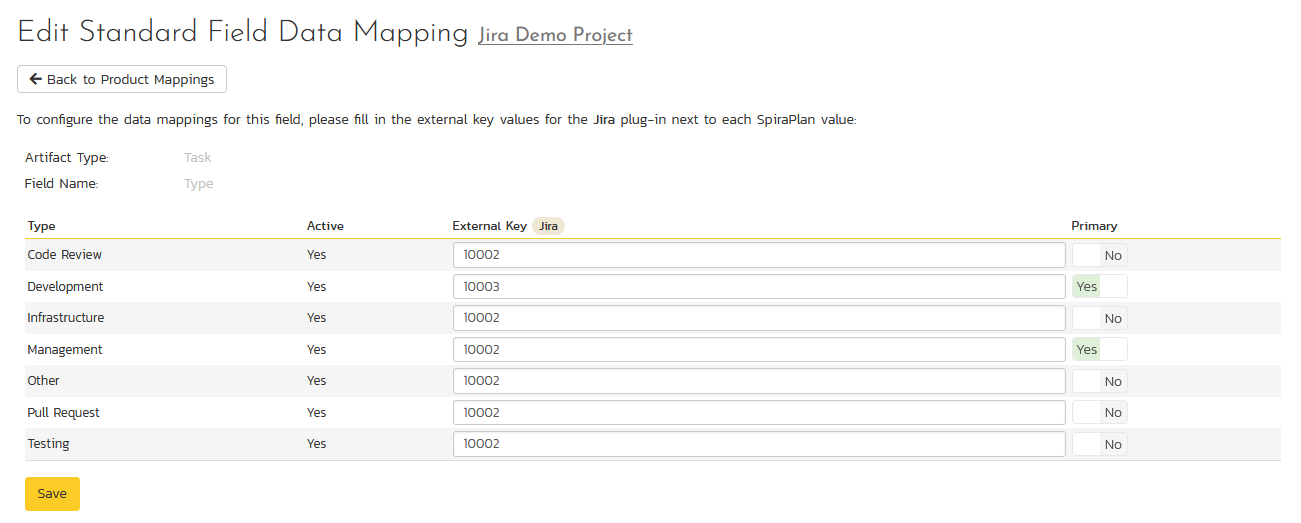 Edit Standard Field Data Mapping Jira Demo Project
Back to Product Mappings
To configure the data mappings for this field, please fill in the external key values for the Jira plug-in next to each SpiraPlan value:
Artifact Type: Task
Field Name: Type
Type Active External Key Jira Primary
Code Review Yes 10002 No
Development Yes 10003 Yes
Infrastructure Yes 10002 No
Management Yes 10002 Yes
Other Yes 10002 No
Pull Request Yes 10002 No
Testing Yes 10002 No
Save